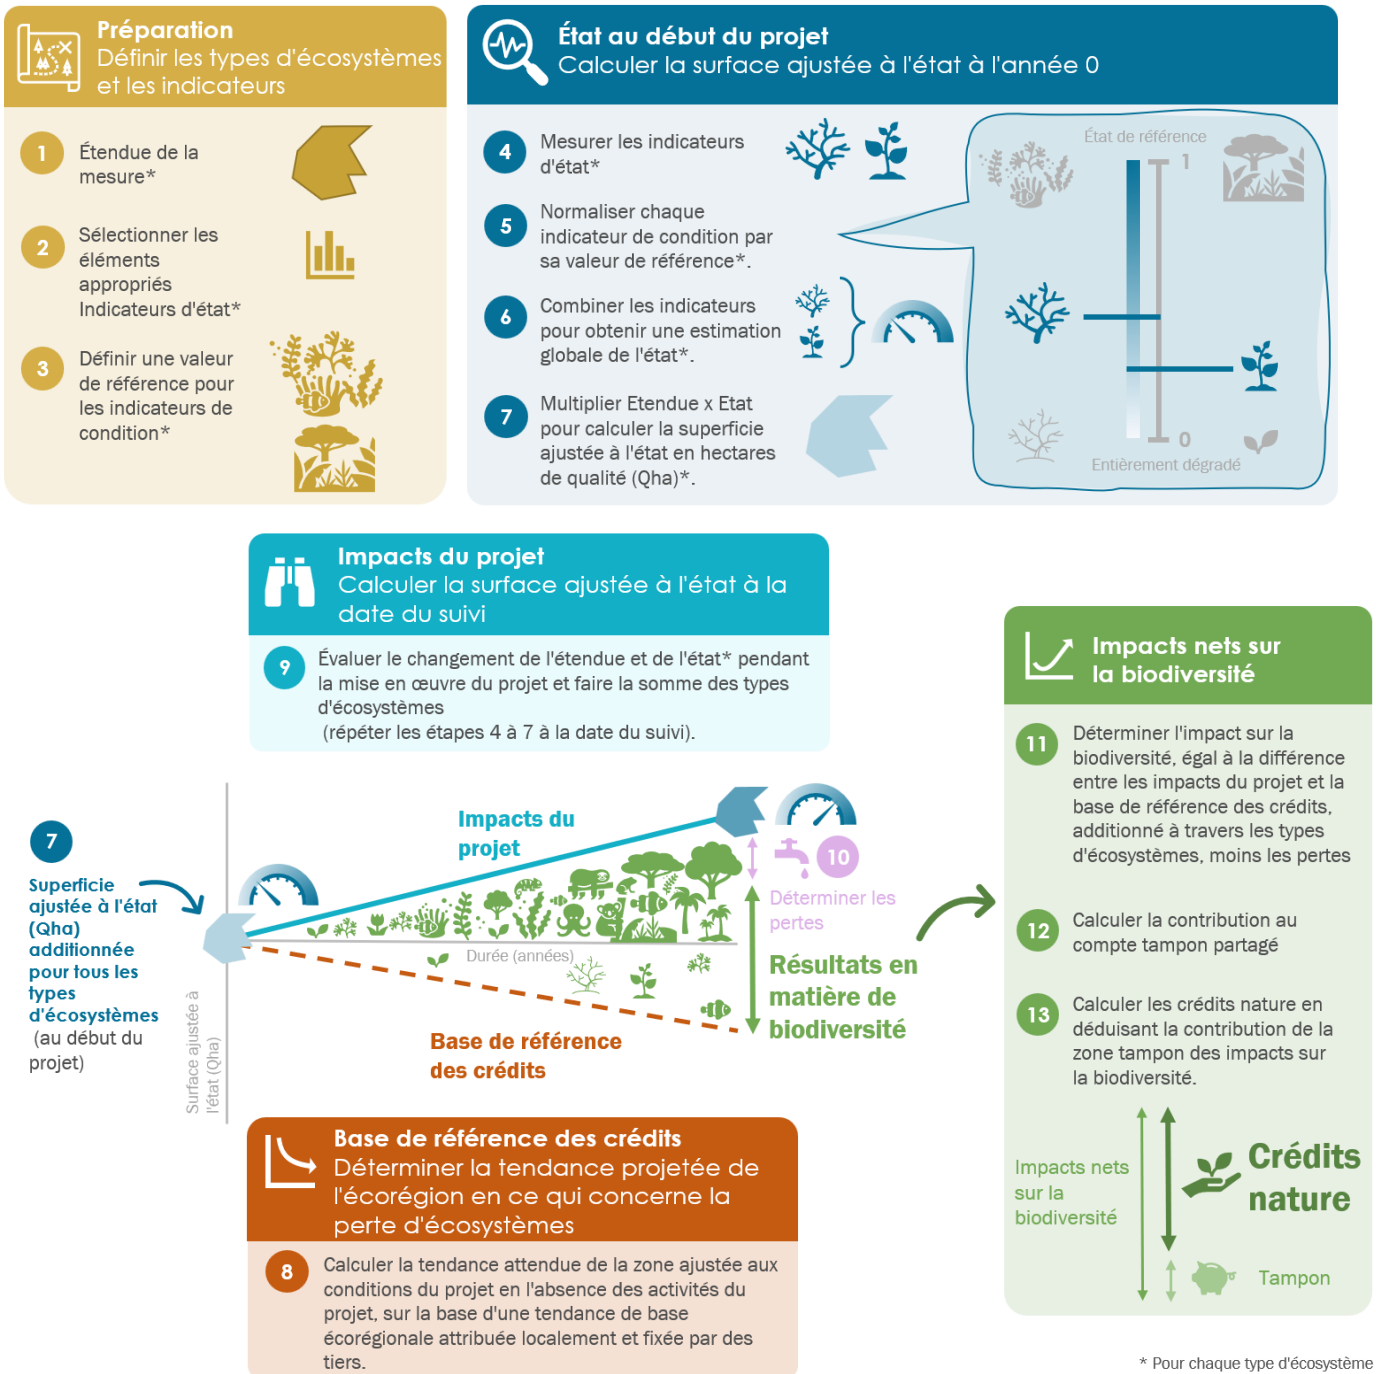 Préparation
Définir les types d'écosystèmes
et les indicateurs
1
Étendue de la
mesure*
2
Sélectionner les
éléments
appropriés
Indicateurs d'état*
3
Définir une valeur
de référence pour
les indicateurs de
condition*
État au début du projet
Calculer la surface ajustée à l'état à l'année 0
4
Mesurer les indicateurs
d'état*
5
Normaliser chaque
indicateur de condition par
sa valeur de référence*.
6
Combiner les indicateurs
pour obtenir une estimation
globale de l'état*.
7
Multiplier Etendue x Etat
pour calculer la superficie
ajustée à l'état en hectares
de qualité (Qha)*.
État de référence
1
0
Entièrement dégradé
Impacts du projet
Calculer la surface ajustée à l'état à la
date du suivi
9
Évaluer le changement de l'étendue et de l'état* pendant
la mise en œuvre du projet et faire la somme des types
d'écosystèmes
(répéter les étapes 4 à 7 à la date du suivi).
7
Superficie
ajustée à l'état
(Qha)
additionnée
pour tous les
types
d'écosystèmes
(au début du
projet)
Surface ajustée à
l'état (Qha)
Impacts du
projet
Durée (années)
Base de référence
des crédits
10
Déterminer les
pertes
Résultats en
matière de
biodiversité
Base de référence des crédits
Déterminer la tendance projetée de
l'écorégion en ce qui concerne la
perte d'écosystèmes
8
Calculer la tendance attendue de la zone ajustée aux
conditions du projet en l'absence des activités du
projet, sur la base d'une tendance de base
écorégionale attribuée localement et fixée par des
tiers.
Impacts nets sur
la biodiversité
11
Déterminer l'impact sur la
biodiversité, égal à la différence
entre les impacts du projet et la
base de référence des crédits,
additionné à travers les types
d'écosystèmes, moins les pertes
12
Calculer la contribution au
compte tampon partagé
13
Calculer les crédits nature en
déduisant la contribution de la
zone tampon des impacts sur
la biodiversité.
Impacts nets
sur la
biodiversité
Crédits
nature
Tampon
* Pour chaque type d'écosystème